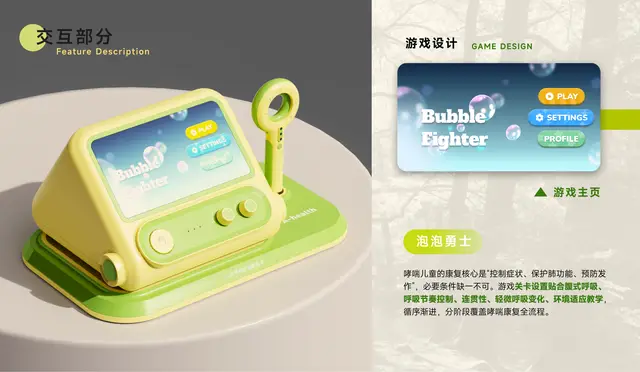 交互部分
Feature Description
游戏设计 GAME DESIGN
Bubble
Fighter
PLAY
SETTINGS
PROFILE
Bubble
Fighter
PLAY
SETTINGS
PROFILE
游戏主页
泡泡勇士
哮喘儿童的康复核心是“控制症状、保护肺功能、预防发
作”，必要条件缺一不可。游戏关卡设置贴合腹式呼吸、
呼吸节奏控制、连贯性、轻微呼吸变化、环境适应教学，
循序渐进，分阶段覆盖哮喘康复全流程。